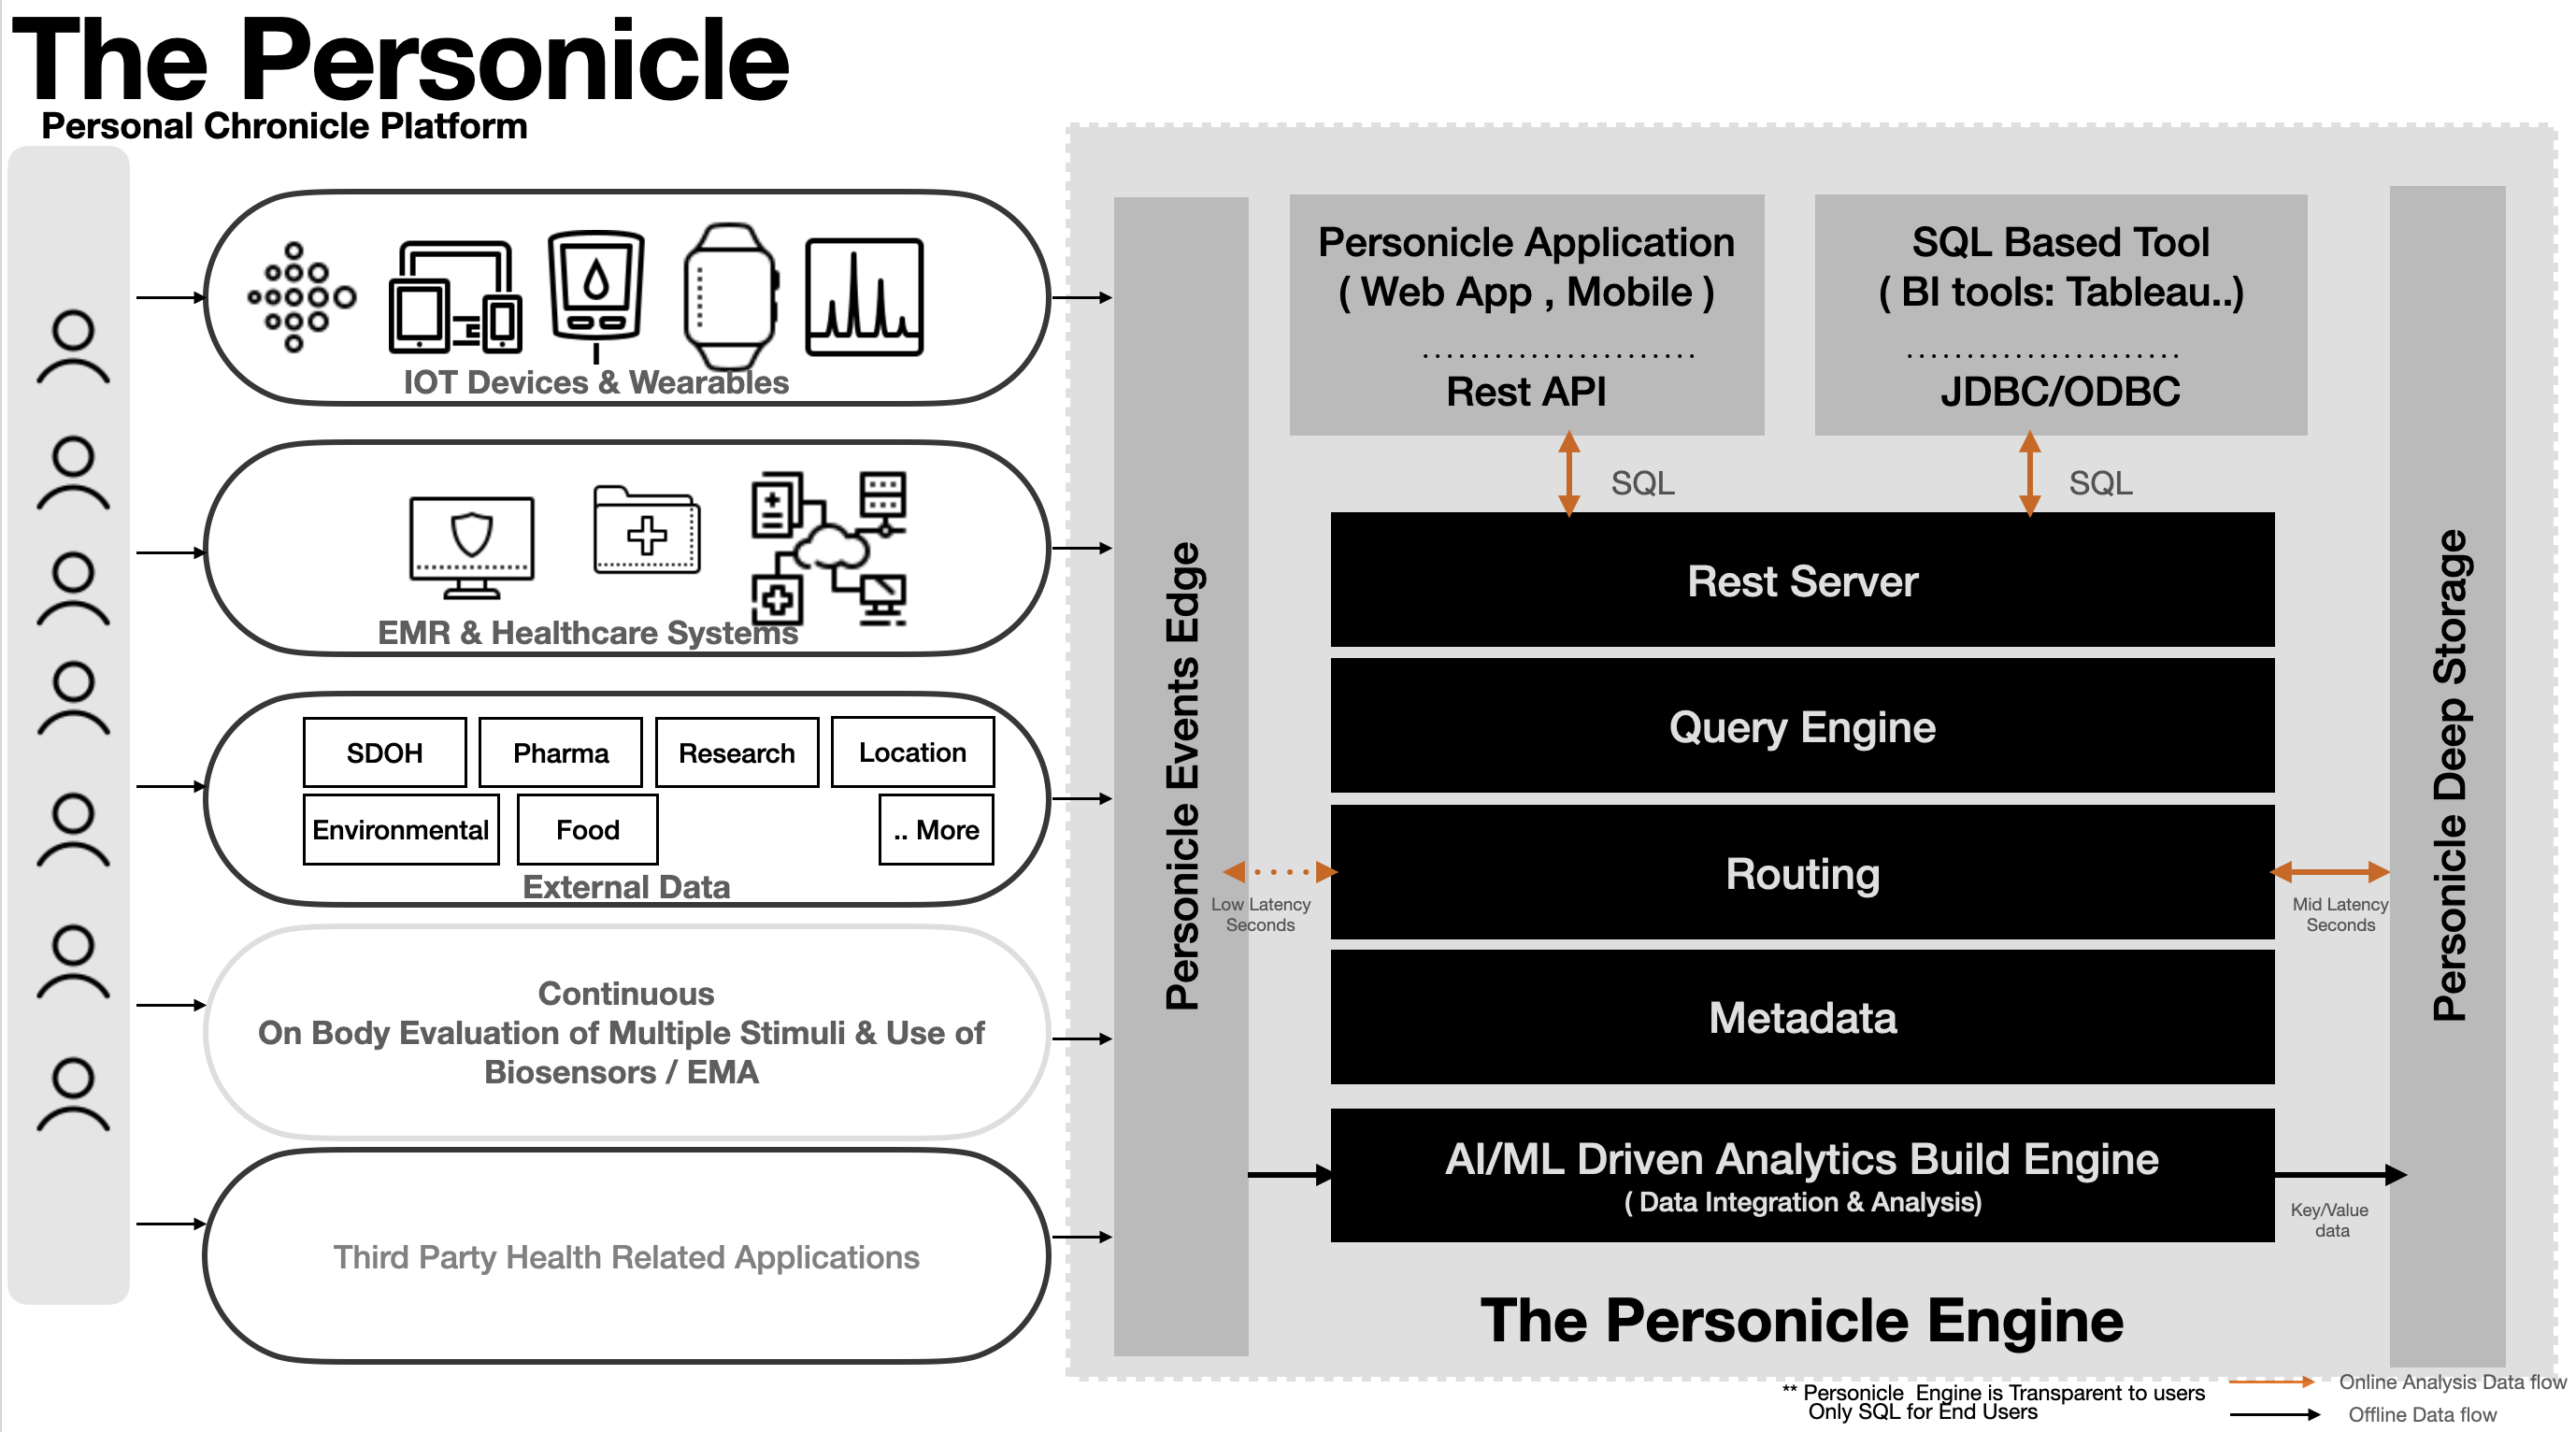 The Personicle
Personal Chronicle Platform
IOT Devices & Wearables
EMR & Healthcare Systems
SDOH
Pharma
Research
Location
Environmental
Food
.. More
External Data
Continuous
On Body Evaluation of Multiple Stimuli & Use of
Biosensors / EMA
Third Party Health Related Applications
Personicle Events Edge
Personicle Application
( Web App , Mobile )
Rest API
SQL Based Tool
( BI tools: Tableau..)
JDBC/ODBC
SQL
SQL
Rest Server
Query Engine
Routing
Low Latency
Seconds
Mid Latency
Seconds
Metadata
AI/ML Driven Analytics Build Engine
( Data Integration & Analysis)
Key/Value
data
Personicle Deep Storage
The Personicle Engine
** Personicle Engine is Transparent to users
Only SQL for End Users
Online Analysis Data flow
Offline Data flow